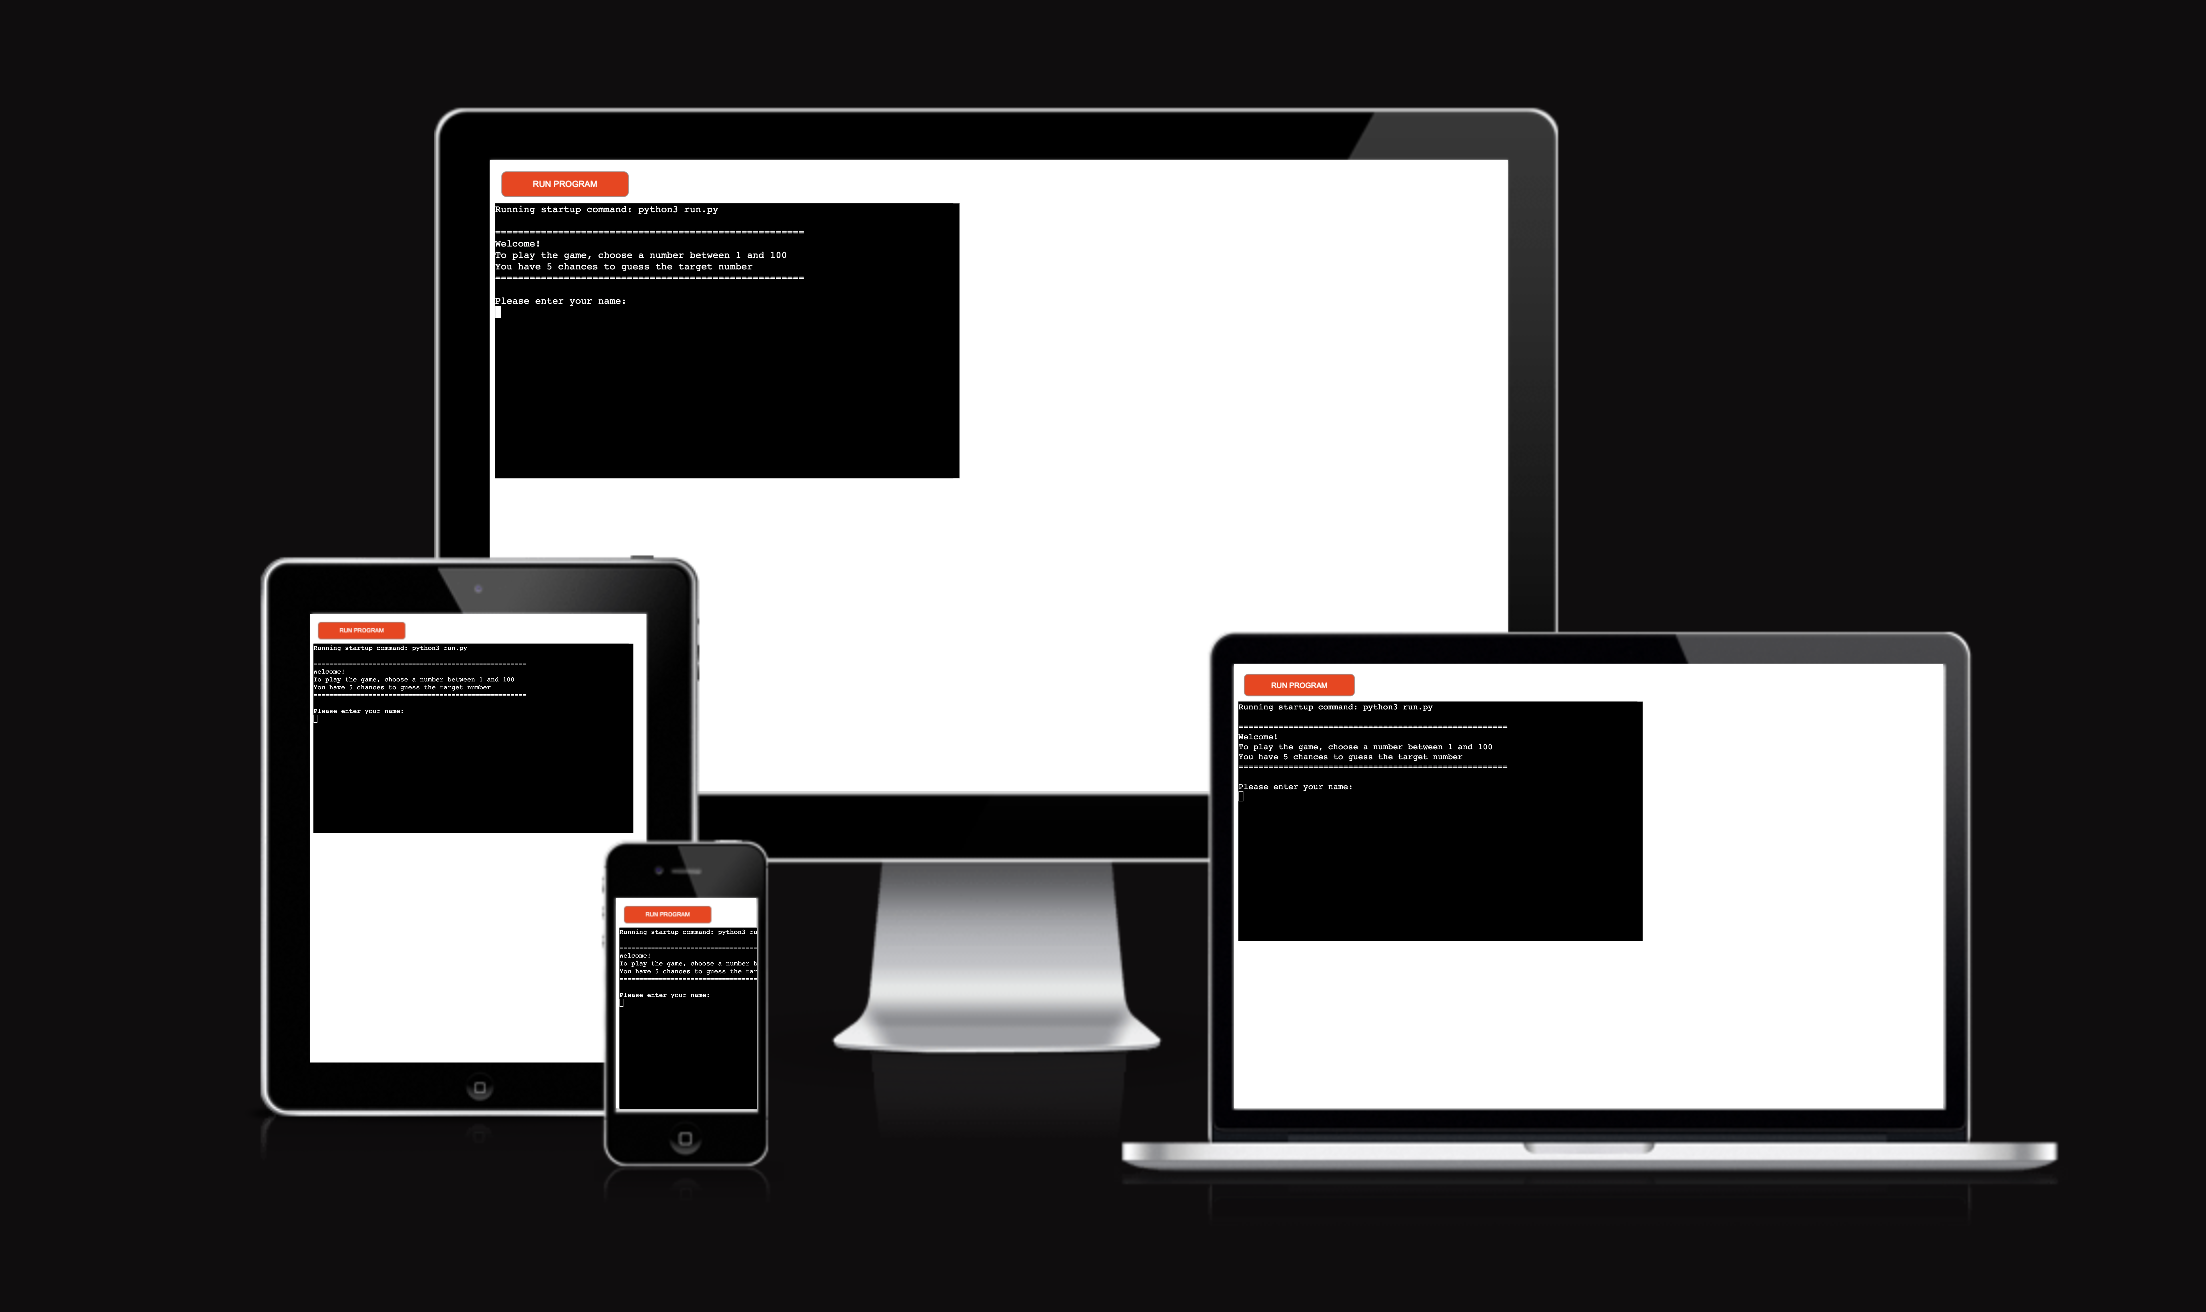 RUN PROGRAM
Running startup command: python3 run.py
======================================================
Welcome!
To play the game, choose a number between 1 and 100
You have 5 chances to guess the target number
======================================================
Please enter your name:
RUN PROGRAM
Running startup command: python3 run.py
======================================================
Welcome!
To play the game, choose a number between 1 and 100
You have 5 chances to guess the target number
======================================================
Please enter your name:
RUN PROGRAM
Running startup command: python3 ru
===================================
Welcome!
To play the game, choose a number b
You have 5 chances to guess the tar
===================================
Please enter your name:
RUN PROGRAM
Running startup command: python3 run.py
======================================================
Welcome!
To play the game, choose a number between 1 and 100
You have 5 chances to guess the target number
======================================================
Please enter your name: